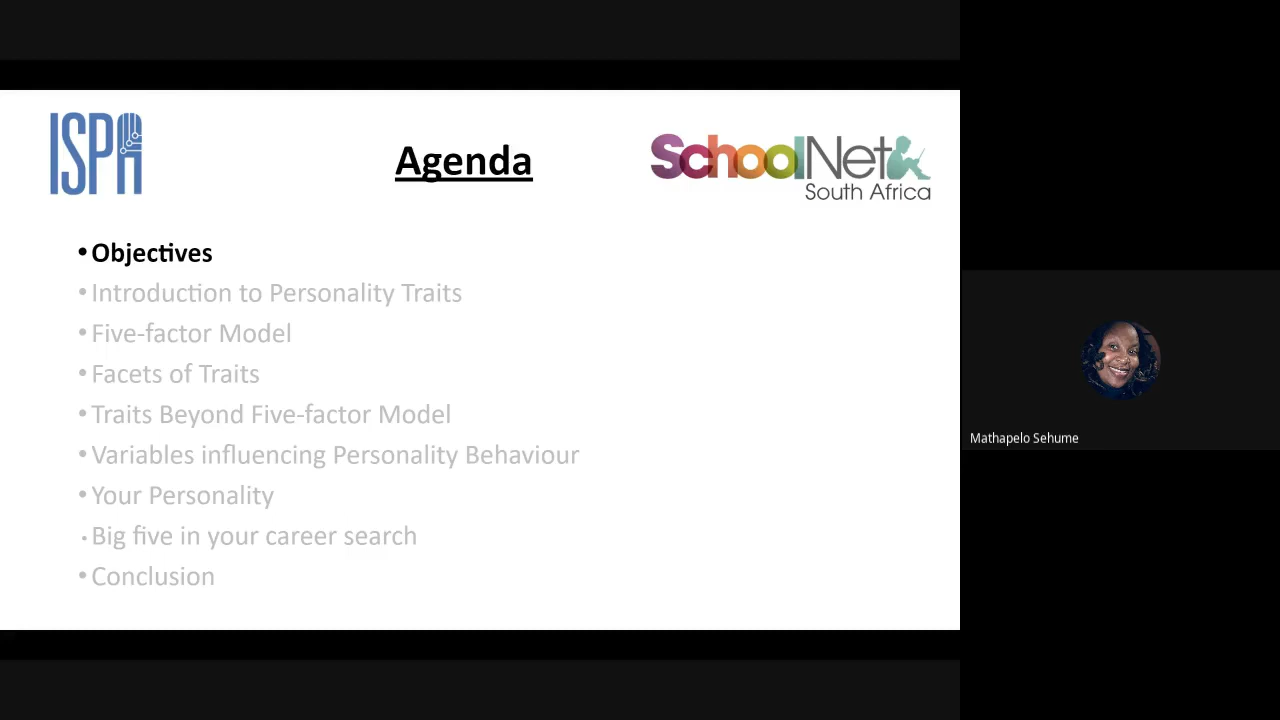 ISPA
Agenda
SchoolNet
South Africa
• Objectives
• Introduction to Personality Traits
• Five-factor Model
• Facets of Traits
• Traits Beyond Five-factor Model
• Variables influencing Personality Behaviour
• Your Personality
• Big five in your career search
• Conclusion
Mathapelo Sehume